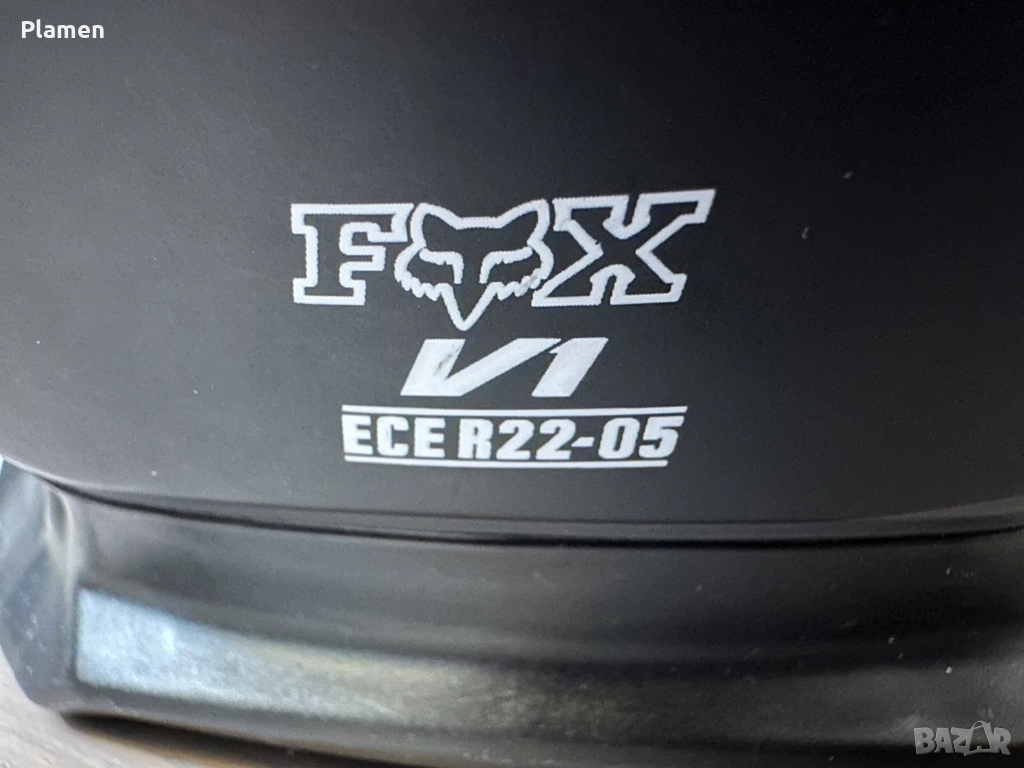 Plamen
FOX
V1
ECE R22-05
BAZAR